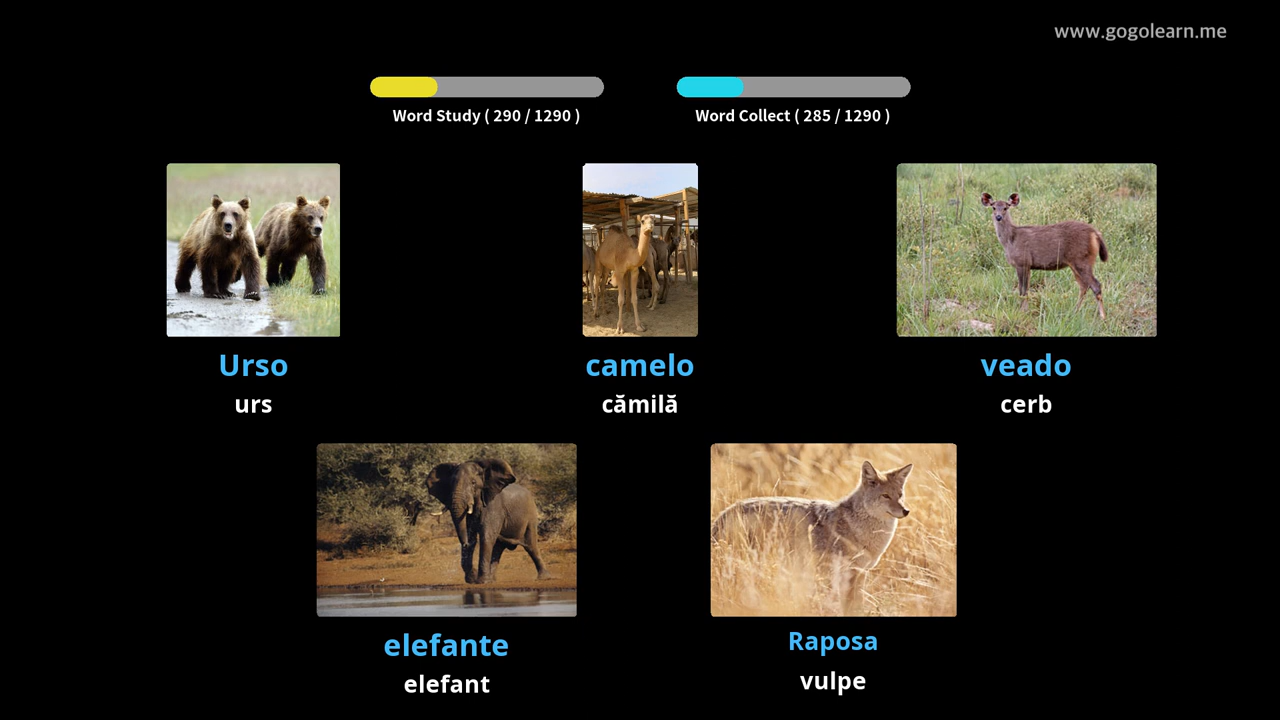 www.gogolearn.me
Word Study ( 290 / 1290 )
Word Collect ( 285 / 1290 )
Urso
urs
camelo
cămilă
veado
cerb
elefante
elefant
Raposa
vulpe